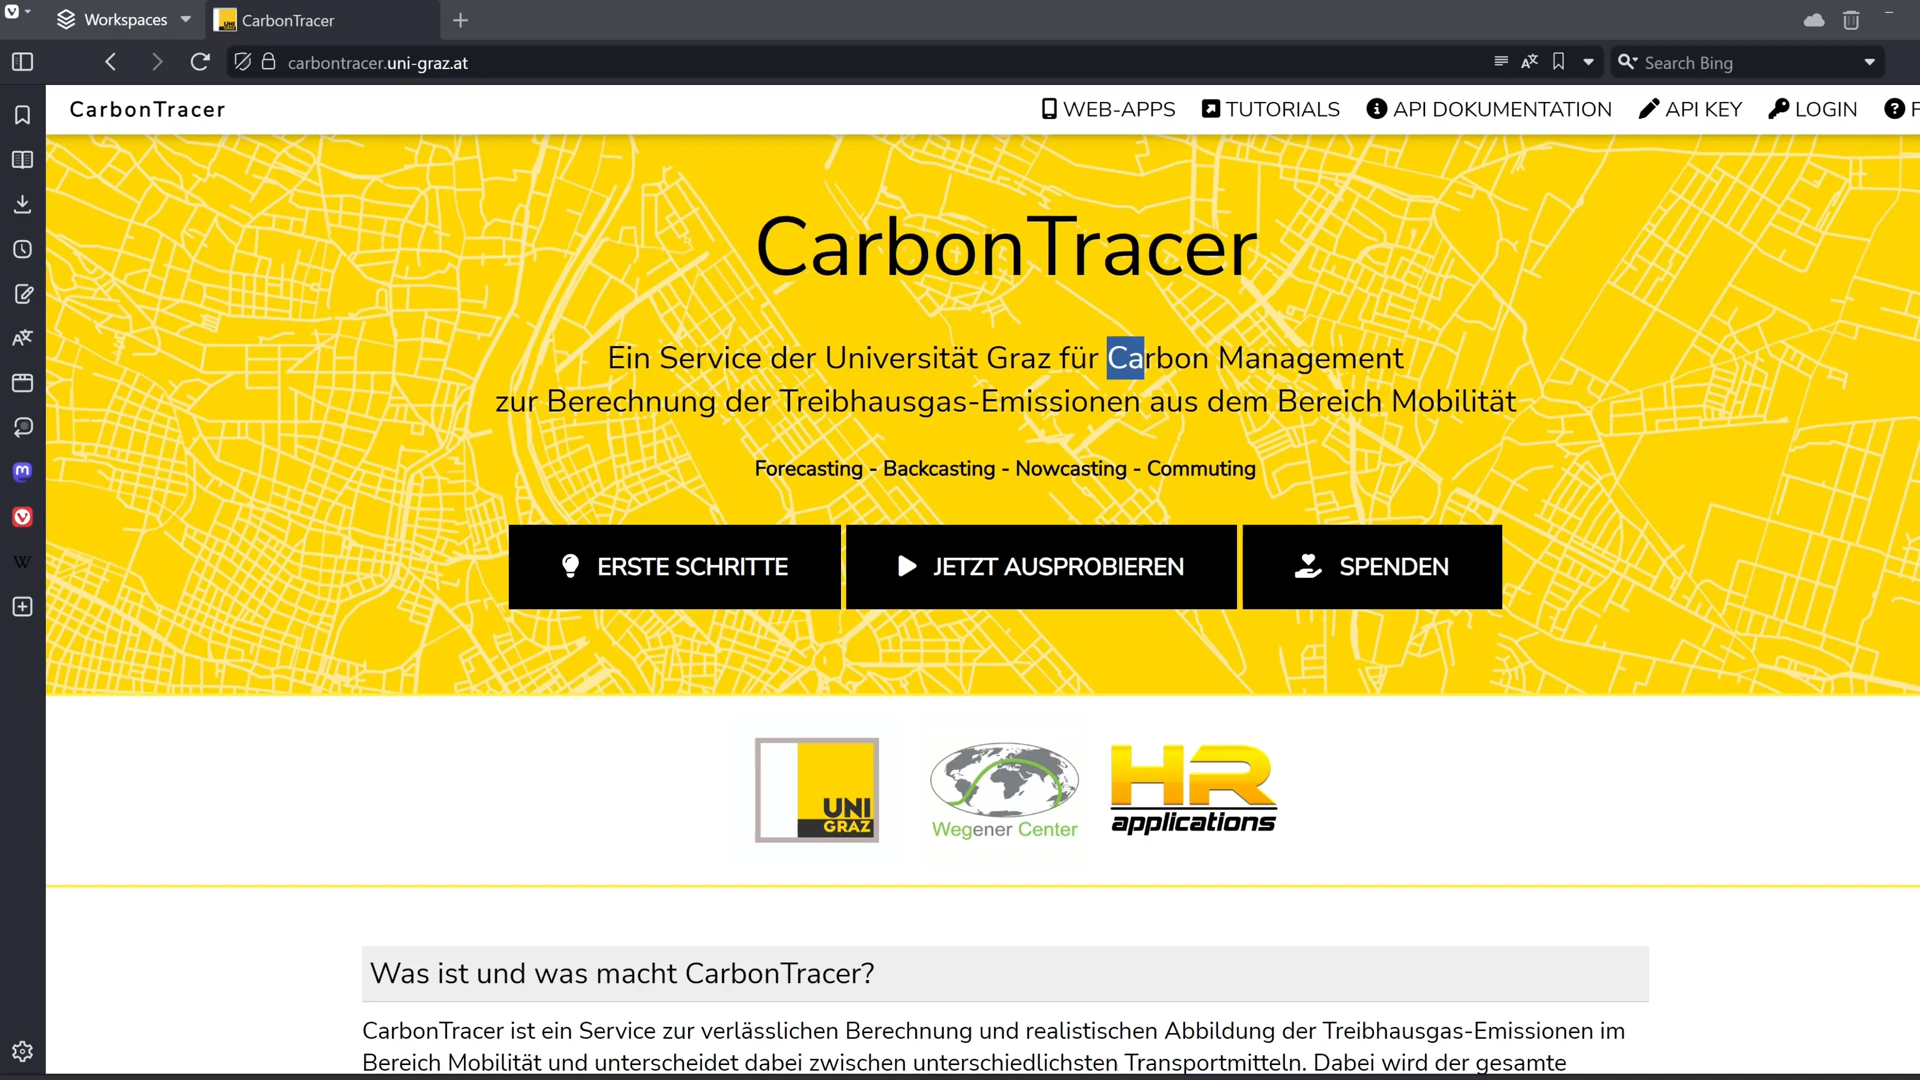 Workspaces
CarbonTracer
carbontracer.uni-graz.at
Search Bing
CarbonTracer
WEB-APPS
TUTORIALS
API DOKUMENTATION
API KEY
LOGIN
F
CarbonTracer
Ein Service der Universität Graz für Carbon Management
zur Berechnung der Treibhausgas-Emissionen aus dem Bereich Mobilität
Forecasting - Backcasting - Nowcasting - Commuting
ERSTE SCHRITTE
JETZT AUSPROBIEREN
SPENDEN
UNI
GRAZ
Wegener Center
HR
applications
Was ist und was macht CarbonTracer?
CarbonTracer ist ein Service zur verlässlichen Berechnung und realistischen Abbildung der Treibhausgas-Emissionen im
Bereich Mobilität und unterscheidet dabei zwischen unterschiedlichsten Transportmitteln. Dabei wird der gesamte